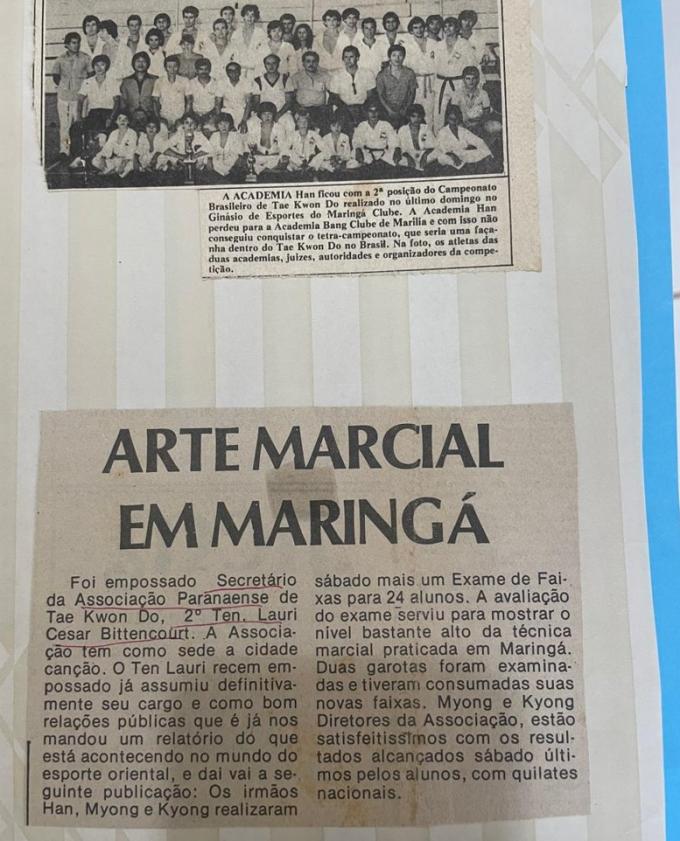 A ACADEMIA Han ficou com a 2ª posição do Campeonato
Brasileiro de Tae Kwon Do realizado no último domingo no
Ginásio de Esportes do Maringá Clube. A Academia Han
perdeu para a Academia Bang Clube de Marilia e com isso não
conseguiu conquistar o tetra-campeonato, que seria uma faça-
nha dentro do Tae Kwon Do no Brasil. Na foto, os atletas das
duas academias, juizes, autoridades e organizadores da compe-
tição.
ARTE MARCIAL
EM MARINGÁ
Foi empossado Secretário
da Associação Paranaense de
Tae Kwon Do, 2º Ten. Lauri
Cesar Bittencourt. A Associa-
ção tem como sede a cidade
canção. O Ten Lauri recem em-
possado já assumiu definitiva-
mente seu cargo e como bom
relações públicas que é já nos
mandou um relatório do que
está acontecendo no mundo do
esporte oriental, e dai vai a se-
guinte publicação: Os irmãos
Han, Myong e Kyong realizaram
sábado mais um Exame de Fai-
xas para 24 alunos. A avaliação
do exame serviu para mostrar o
nível bastante alto da técnica
marcial praticada em Maringá.
Duas garotas foram examina-
das e tiveram consumadas suas
novas faixas. Myong e Kyong
Diretores da Associação, estão
satisfeitissimos com os resul-
tados alcançados sábado últi-
mos pelos alunos, com quilates
nacionais.